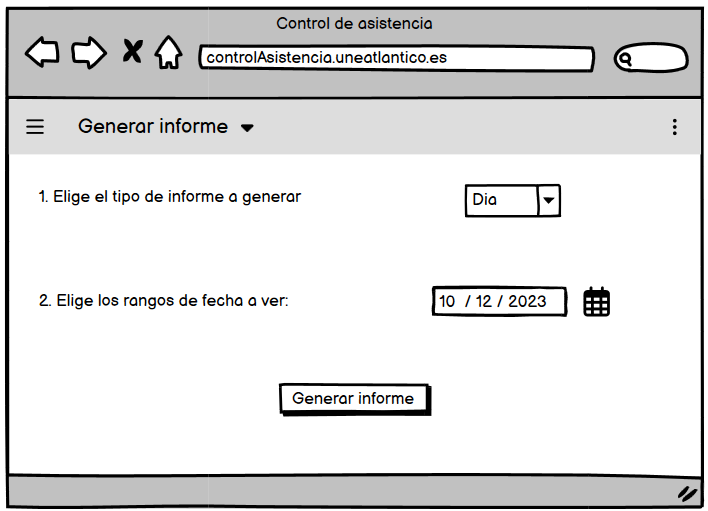 Control de asistencia
controlAsistencia.uneatlantico.es
Generar informe
1. Elige el tipo de informe a generar
Dia
2. Elige los rangos de fecha a ver:
10 / 12 / 2023
Generar informe